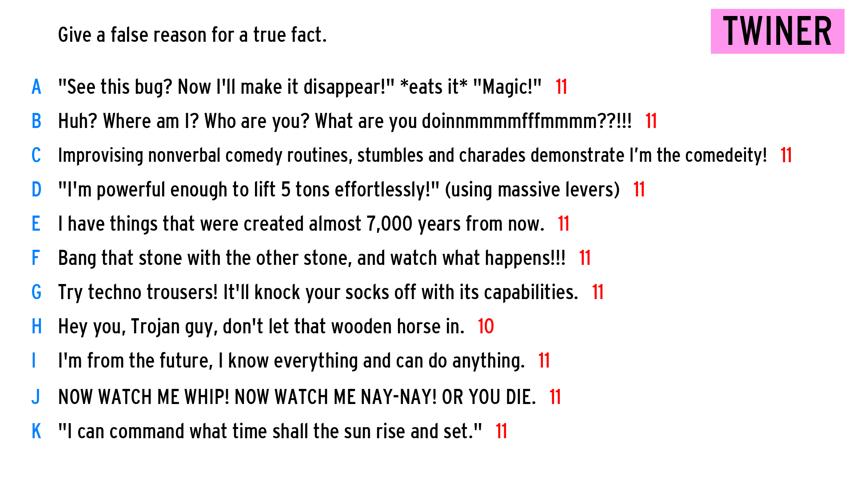 Give a false reason for a true fact.
TWINER
A "See this bug? Now I'll make it disappear!" *eats it* "Magic!" 11
B Huh? Where am I? Who are you? What are you doinnmmmmfffmmmm??!!! 11
C Improvising nonverbal comedy routines, stumbles and charades demonstrate I'm the comedeity! 11
D "I'm powerful enough to lift 5 tons effortlessly!" (using massive levers) 11
E I have things that were created almost 7,000 years from now. 11
F Bang that stone with the other stone, and watch what happens!!! 11
G Try techno trousers! It'll knock your socks off with its capabilities. 11
H Hey you, Trojan guy, don't let that wooden horse in. 10
I I'm from the future, I know everything and can do anything. 11
J NOW WATCH ME WHIP! NOW WATCH ME NAY-NAY! OR YOU DIE. 11
K "I can command what time shall the sun rise and set." 11